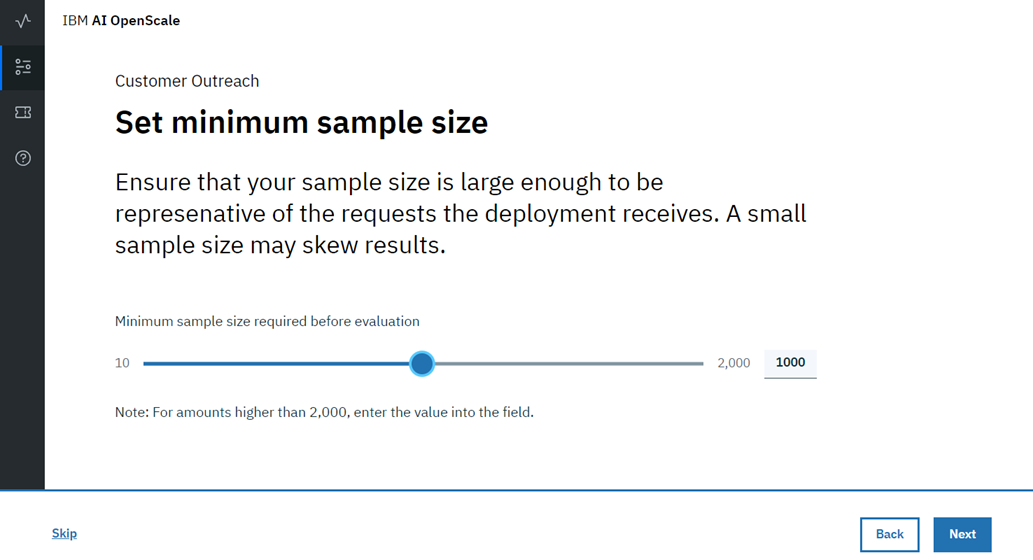 IBM AI OpenScale
Customer Outreach
Set minimum sample size
Ensure that your sample size is large enough to be
represenative of the requests the deployment receives. A small
sample size may skew results.
Minimum sample size required before evaluation
10 2,000 1000
Note: For amounts higher than 2,000, enter the value into the field.
Skip Back Next